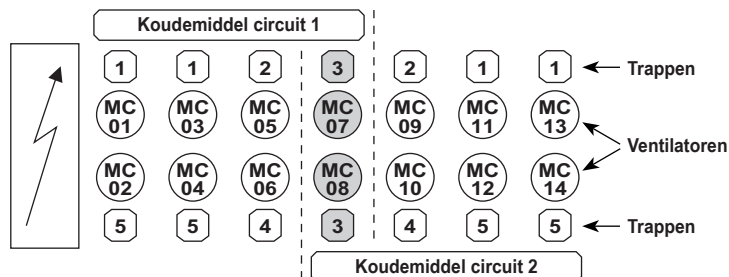 Koudemiddel circuit 1
1 1 2 3 2 1 1 Trappen
MC 01 MC 03 MC 05 MC 07 MC 09 MC 11 MC 13
Ventilatoren
MC 02 MC 04 MC 06 MC 08 MC 10 MC 12 MC 14
5 5 4 3 4 5 5 Trappen
Koudemiddel circuit 2